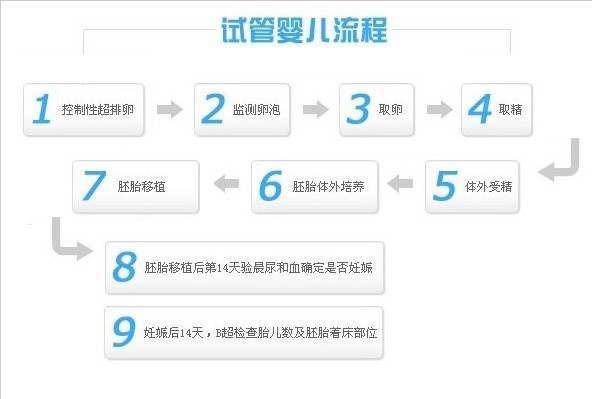 试管婴儿流程
1 控制性超排卵
2 监测卵泡
3 取卵
4 取精
5 体外受精
6 胚胎体外培养
7 胚胎移植
8 胚胎移植后第14天验晨尿和血确定是否妊娠
9 妊娠后14天，B超检查胎儿数及胚胎着床部位